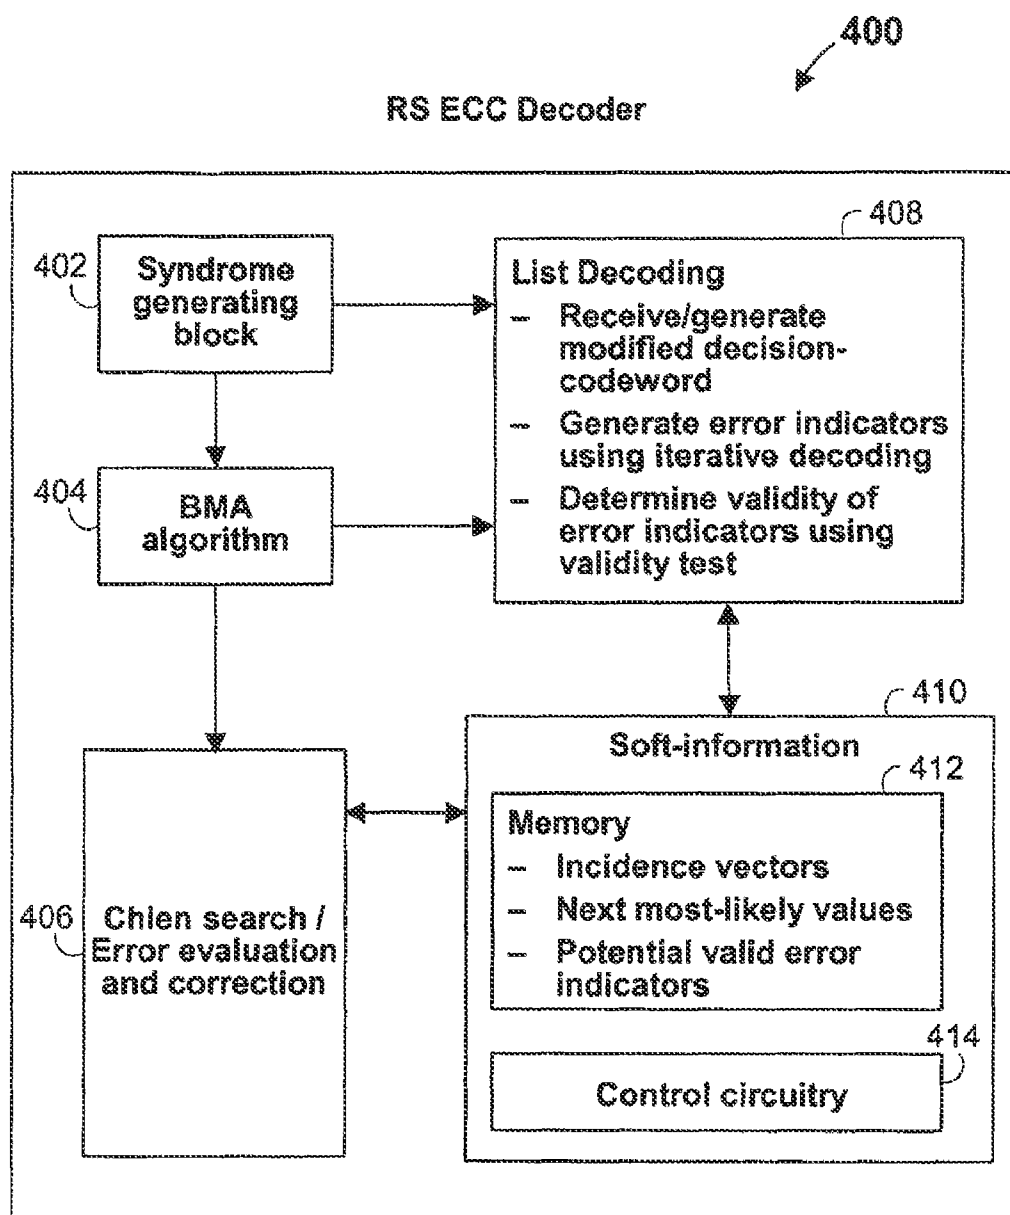 400
RS ECC Decoder
408
402
Syndrome
generating
block
List Decoding
– Receive/generate
modified decision-
codeword
– Generate error indicators
using iterative decoding
– Determine validity of
error indicators using
validity test
404
BMA
algorithm
410
Soft-information
412
Memory
– Incidence vectors
– Next most-likely values
– Potential valid error
indicators
406
Chien search /
Error evaluation
and correction
414
Control circuitry